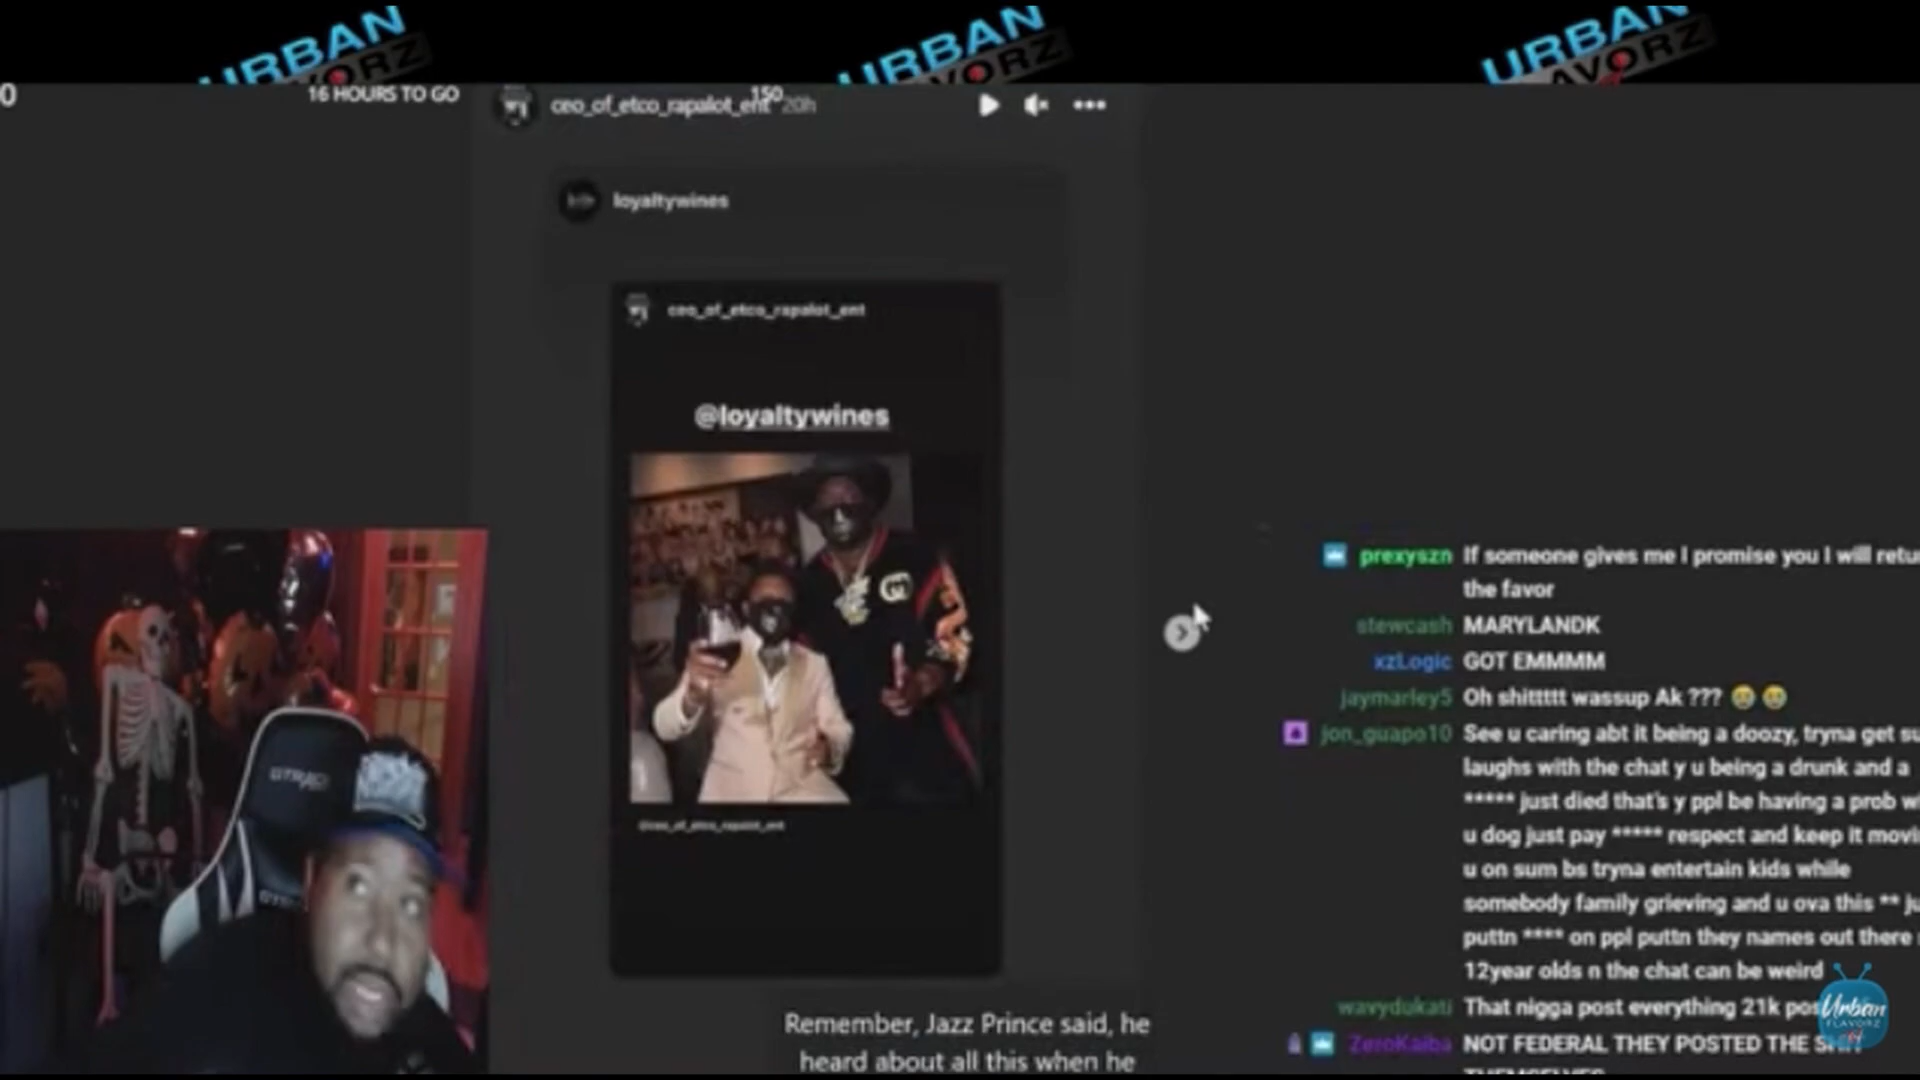 URBAN
URBAN
URBAN
16 HOURS TO GO
ceo_of_etco_rapalot_ent 20h
150
loyaltywines
ceo_of_etco_rapalot_ent
@loyaltywines
@ceo_of_etco_rapalot_ent
GTRACING
prexyszn If someone gives me I promise you I will retu
the favor
stewcash MARYLANDK
xzLogic GOT EMMMM
jaymarley5 Oh shittttt wassup Ak ??? 😂 😂
jon_guapo10 See u caring abt it being a doozy, tryna get su
laughs with the chat y u being a drunk and a
***** just died that's y ppl be having a prob w
u dog just pay ***** respect and keep it movi
u on sum bs tryna entertain kids while
somebody family grieving and u ova this ** ju
puttn **** on ppl puttn they names out there
12year olds n the chat can be weird
wavydukati That nigga post everything 21k pos
ZeroKaiba NOT FEDERAL THEY POSTED THE
Remember, Jazz Prince said, he
heard about all this when he
Urban
FLAVORZ